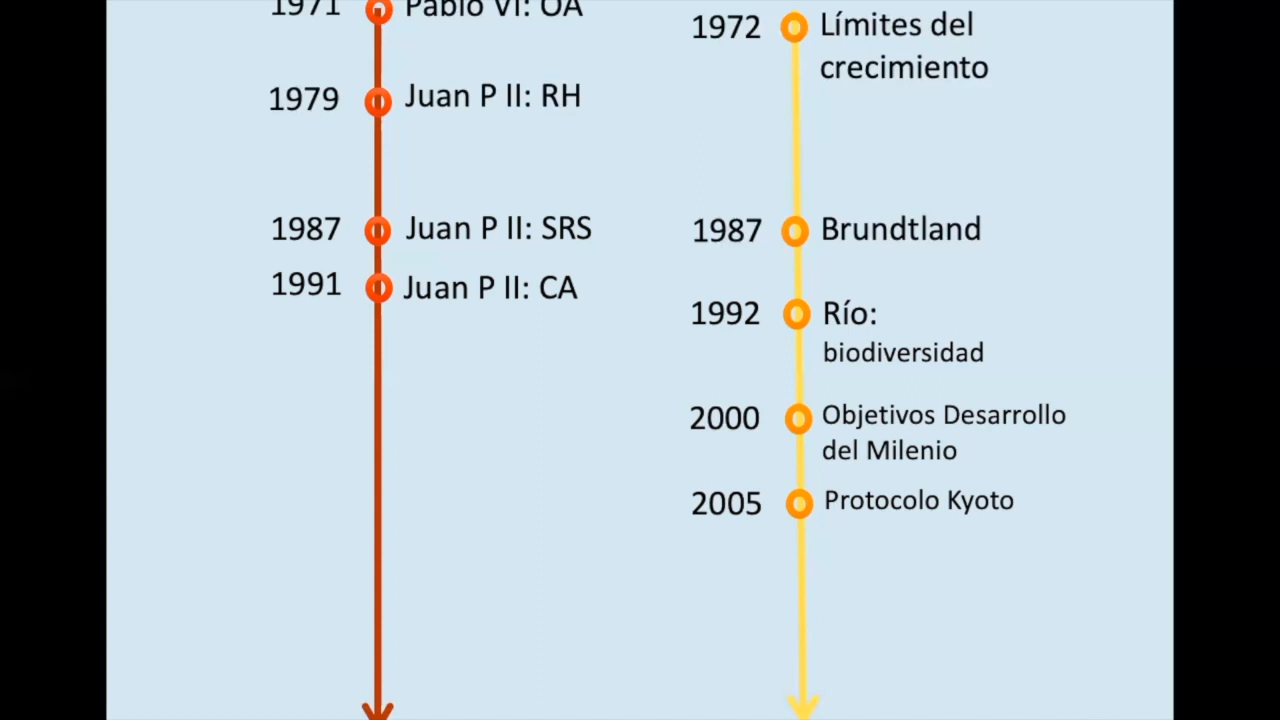 1971 Pablo VI: OA
1979 Juan P II: RH
1987 Juan P II: SRS
1991 Juan P II: CA
1972 Límites del
crecimiento
1987 Brundtland
1992 Río:
biodiversidad
2000 Objetivos Desarrollo
del Milenio
2005 Protocolo Kyoto